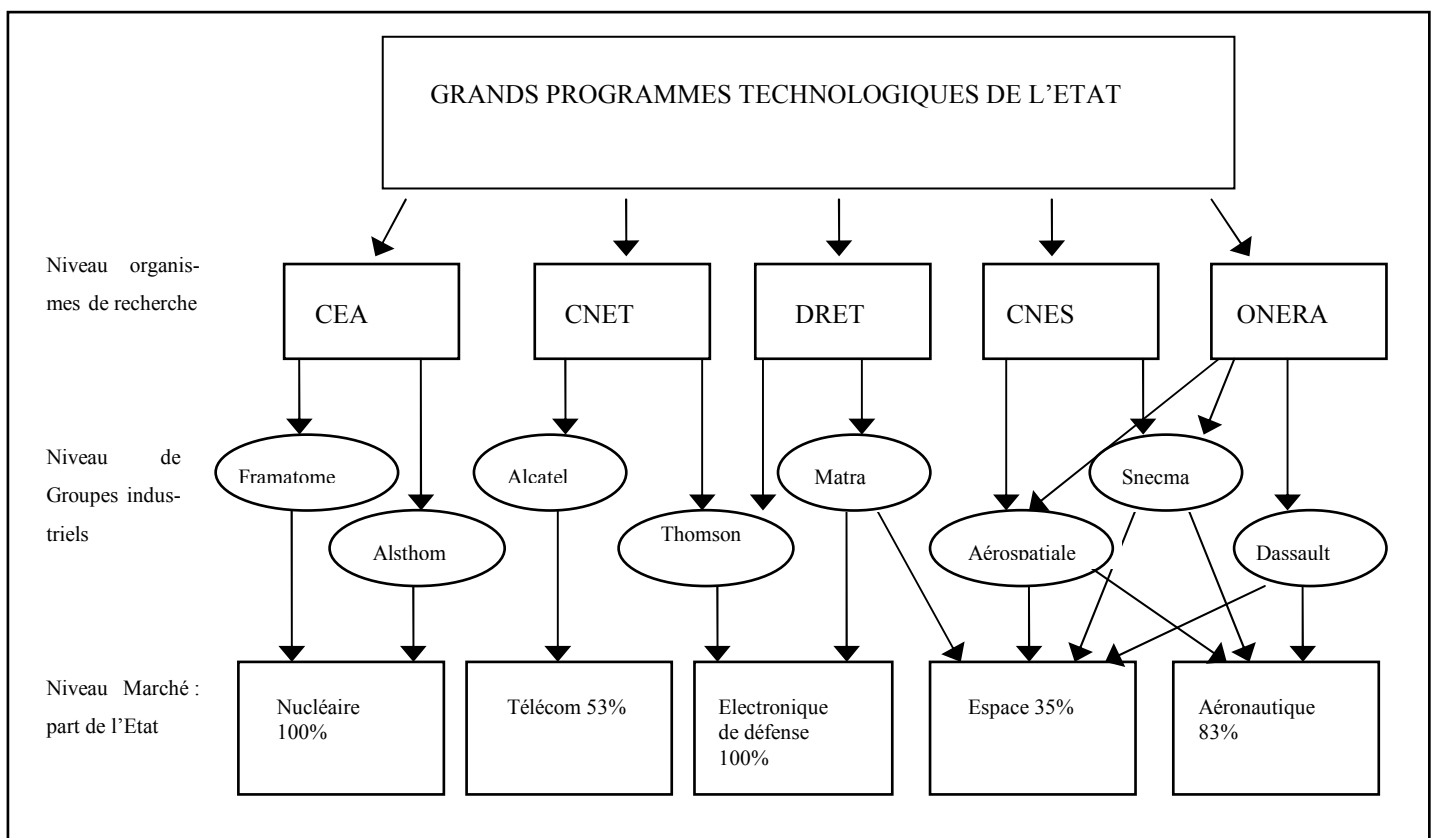 GRANDS PROGRAMMES TECHNOLOGIQUES DE L’ETAT
Niveau organis-
mes de recherche
CEA
CNET
DRET
CNES
ONERA
Niveau de
Groupes indus-
triels
Framatome
Alcatel
Matra
Snecma
Alsthom
Thomson
Aérospatiale
Dassault
Niveau Marché :
part de l’Etat
Nucléaire
100%
Télécom 53%
Electronique
de défense
100%
Espace 35%
Aéronautique
83%